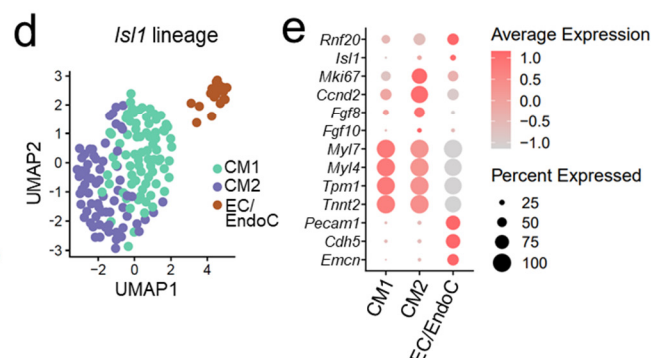 d
Isl1 lineage
UMAP2
3
2
1
0
-1
-2
-3
-2
0
2
4
UMAP1
CM1
CM2
EC/
EndoC
e
Rnf20
Isl1
Mki67
Ccnd2
Fgf8
Fgf10
Myl7
Myl4
Tpm1
Tnnt2
Pecam1
Cdh5
Emcn
CM1
CM2
EC/EndoC
Average Expression
1.0
0.5
0.0
-0.5
-1.0
Percent Expressed
25
50
75
100